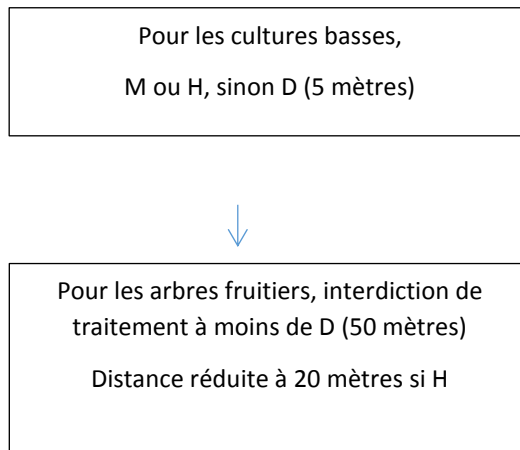 Pour les cultures basses,
M ou H, sinon D (5 mètres)
Pour les arbres fruitiers, interdiction de
traitement à moins de D (50 mètres)
Distance réduite à 20 mètres si H